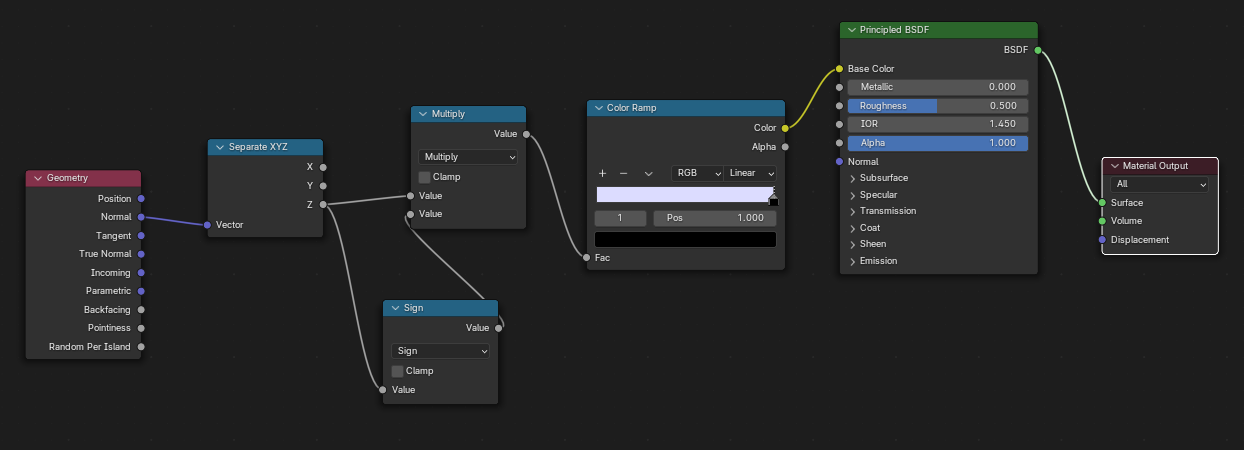 Geometry
Position
Normal
Tangent
True Normal
Incoming
Parametric
Backfacing
Pointiness
Random Per Island
Separate XYZ
X
Y
Z
Vector
Multiply
Value
Multiply
Clamp
Value
Value
Sign
Value
Sign
Clamp
Value
Color Ramp
Color
Alpha
RGB Linear
1 Pos 1.000
Fac
Principled BSDF
BSDF
Base Color
Metallic 0.000
Roughness 0.500
IOR 1.450
Alpha 1.000
Normal
Subsurface
Specular
Transmission
Coat
Sheen
Emission
Material Output
All
Surface
Volume
Displacement